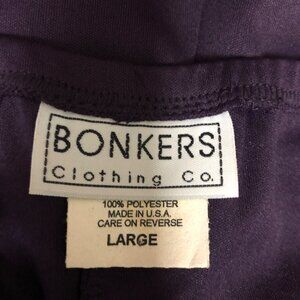 BONKERS
Clothing Co.
100% POLYESTER
MADE IN U.S.A.
CARE ON REVERSE
LARGE